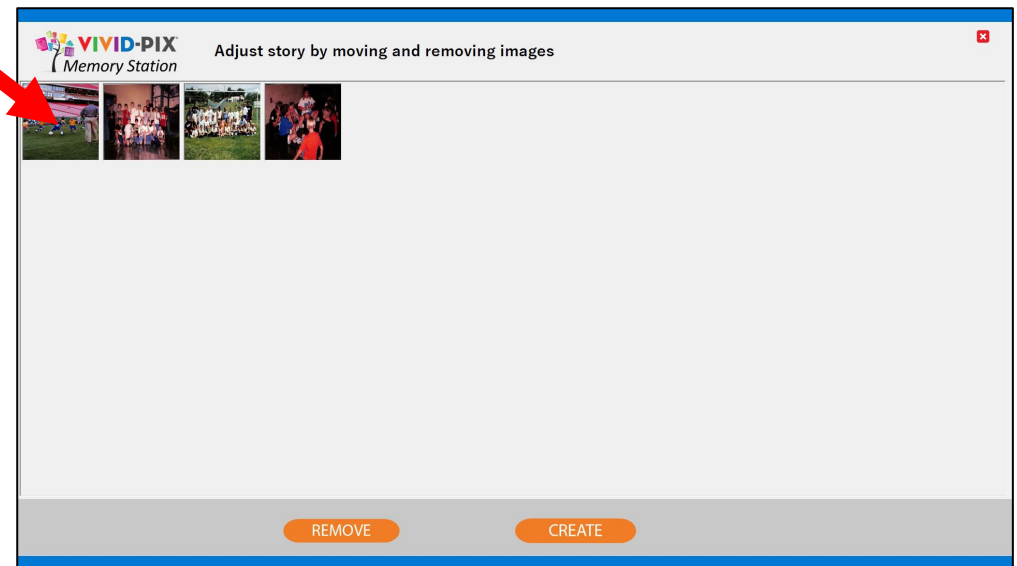 VIVID-PIX
Memory Station
Adjust story by moving and removing images
REMOVE
CREATE